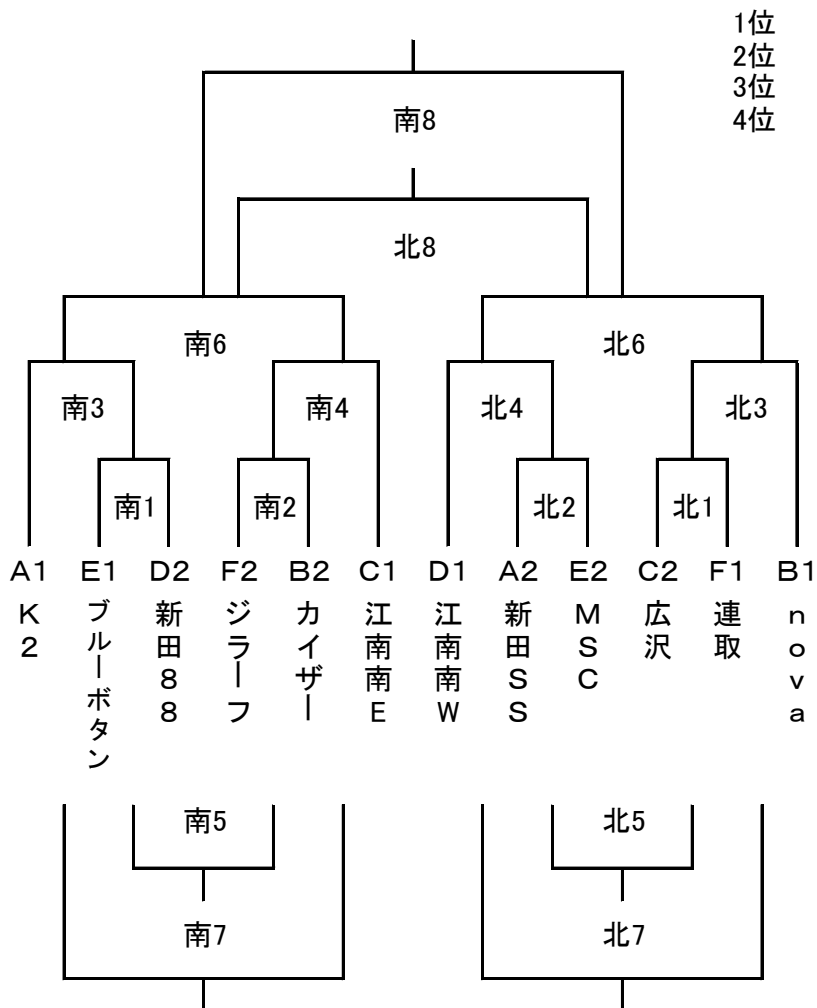 1位
2位
3位
4位
南8
北8
南6 北6
南3 南4 北4 北3
南1 南2 北2 北1
A1 E1 D2 F2 B2 C1 D1 A2 E2 C2 F1 B1
K2
ブルーボタン
新田88
ジラーフ
カイザー
江南南E
江南南W
新田SS
MSC
広沢
連取
nova
南5 北5
南7 北7